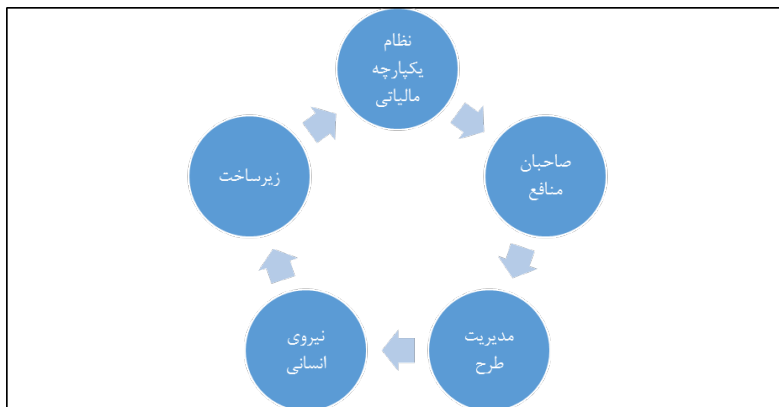 نظام
یکپارچه
مالیاتی
صاحبان
منافع
مدیریت
طرح
نیروی
انسانی
زیرساخت